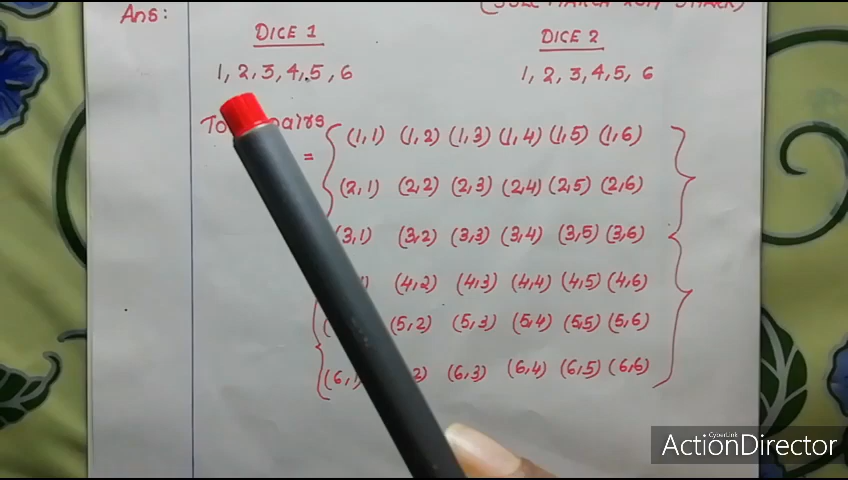 Ans:
DICE 1 DICE 2
1, 2, 3, 4, 5, 6 1, 2, 3, 4, 5, 6
= { (1,1) (1,2) (1,3) (1,4) (1,5) (1,6) }
(2,1) (2,2) (2,3) (2,4) (2,5) (2,6)
(3,1) (3,2) (3,3) (3,4) (3,5) (3,6)
(4,2) (4,3) (4,4) (4,5) (4,6)
(5,2) (5,3) (5,4) (5,5) (5,6)
(6,1) (6,3) (6,4) (6,5) (6,6)
CyberLink
ActionDirector